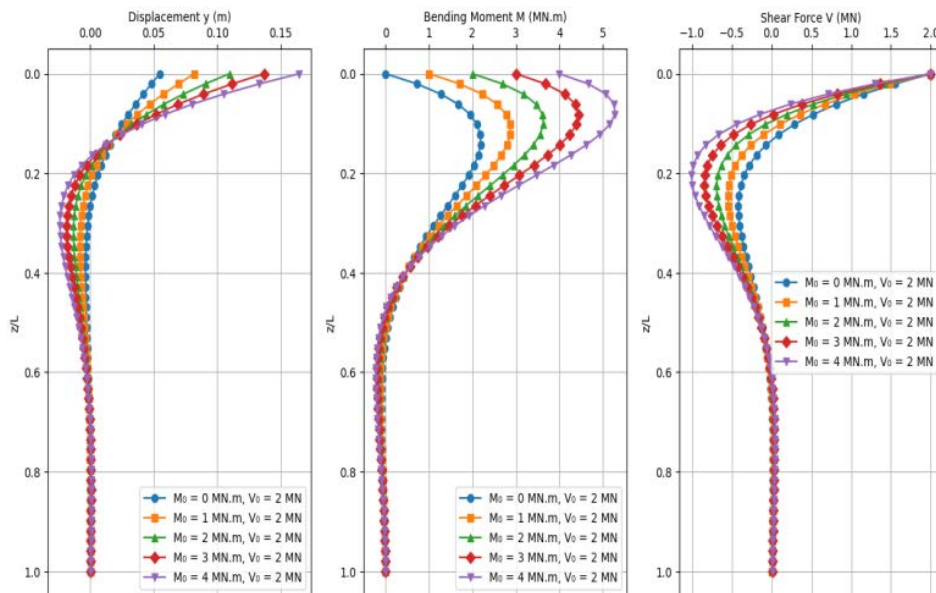 Displacement y (m)
0.00 0.05 0.10 0.15
0.0
0.2
0.4
0.6
0.8
1.0
z/L
M₀ = 0 MN.m, V₀ = 2 MN
M₀ = 1 MN.m, V₀ = 2 MN
M₀ = 2 MN.m, V₀ = 2 MN
M₀ = 3 MN.m, V₀ = 2 MN
M₀ = 4 MN.m, V₀ = 2 MN
Bending Moment M (MN.m)
0 1 2 3 4 5
0.0
0.2
0.4
0.6
0.8
1.0
z/L
M₀ = 0 MN.m, V₀ = 2 MN
M₀ = 1 MN.m, V₀ = 2 MN
M₀ = 2 MN.m, V₀ = 2 MN
M₀ = 3 MN.m, V₀ = 2 MN
M₀ = 4 MN.m, V₀ = 2 MN
Shear Force V (MN)
−1.0 −0.5 0.0 0.5 1.0 1.5 2.0
0.0
0.2
0.4
0.6
0.8
1.0
z/L
M₀ = 0 MN.m, V₀ = 2 MN
M₀ = 1 MN.m, V₀ = 2 MN
M₀ = 2 MN.m, V₀ = 2 MN
M₀ = 3 MN.m, V₀ = 2 MN
M₀ = 4 MN.m, V₀ = 2 MN